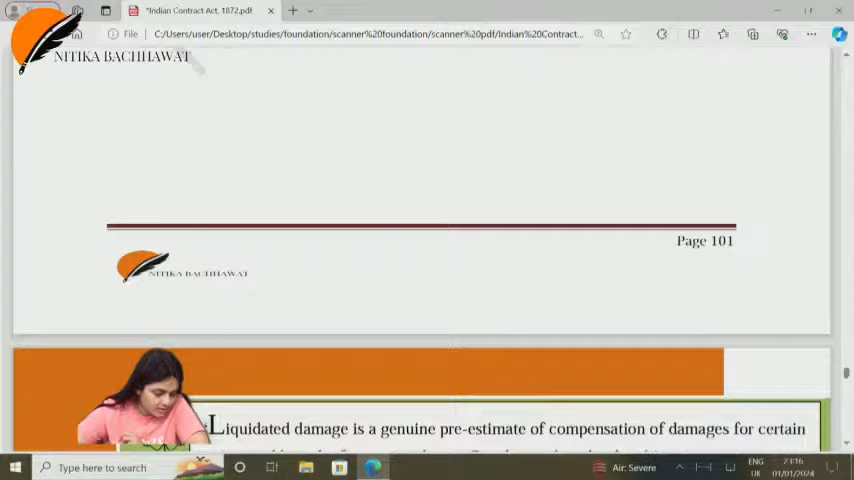 *Indian Contract Act, 1872.pdf
File
C:/Users/user/Desktop/studies/foundation/scanner%20foundation/scanner%20pdf/Indian%20Contract...
NITIKA BACHHAWAT
Page 101
NITIKA BACHHAWAT
Liquidated damage is a genuine pre-estimate of compensation of damages for certain
Type here to search
Air: Severe
ENG
UK
23:16
01/01/2024